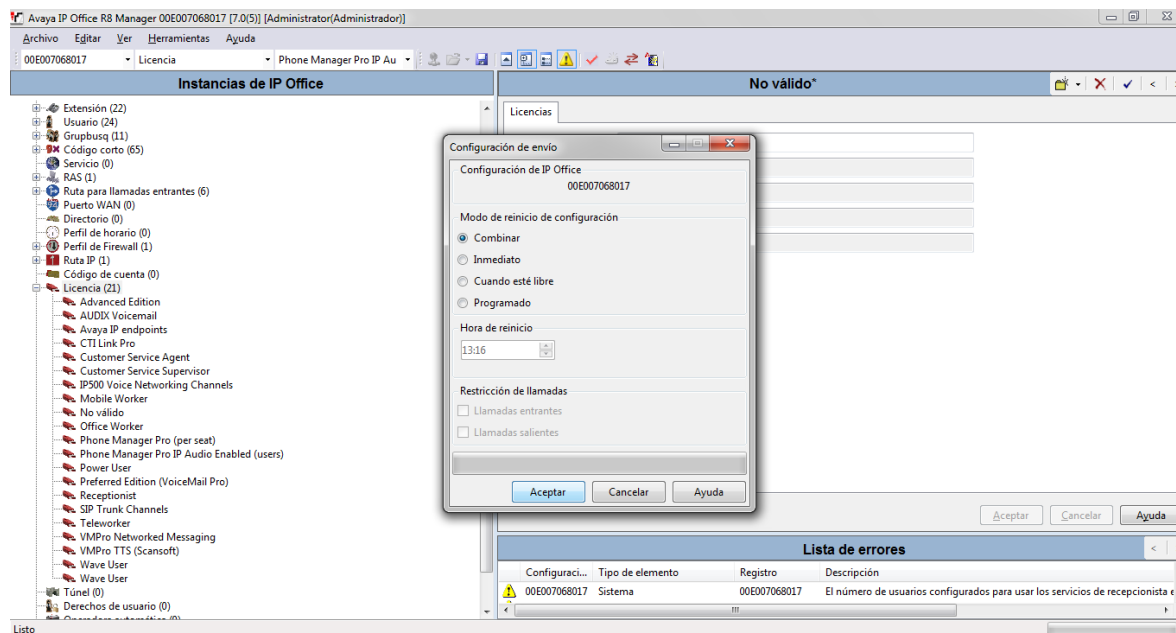 Avaya IP Office R8 Manager 00E007068017 [7.0(5)] [Administrator(Administrador)]
Archivo Egitar Ver Herramientas Ayuda
00E007068017 Licencia Phone Manager Pro IP Au
Instancias de IP Office
Extensión (22)
Usuario (24)
Grupbusq (11)
Código corto (65)
Servicio (0)
RAS (1)
Ruta para llamadas entrantes (6)
Puerto WAN (0)
Directorio (0)
Perfil de horario (0)
Perfil de Firewall (1)
Ruta IP (1)
Código de cuenta (0)
Licencia (21)
Advanced Edition
AUDIX Voicemail
Avaya IP endpoints
CTI Link Pro
Customer Service Agent
Customer Service Supervisor
IP500 Voice Networking Channels
Mobile Worker
No válido
Office Worker
Phone Manager Pro (per seat)
Phone Manager Pro IP Audio Enabled (users)
Power User
Preferred Edition (VoiceMail Pro)
Receptionist
SIP Trunk Channels
Teleworker
VMPro Networked Messaging
VMPro TTS (Scansoft)
Wave User
Wave User
Túnel (0)
Derechos de usuario (0)
No válido*
Licencias
Configuración de envío
Configuración de IP Office
00E007068017
Modo de reinicio de configuración
Combinar
Inmediato
Cuando esté libre
Programado
Hora de reinicio
13:16
Restricción de llamadas
Llamadas entrantes
Llamadas salientes
Aceptar Cancelar Ayuda
Aceptar Cancelar Ayuda
Lista de errores
Configuraci... Tipo de elemento Registro Descripción
00E007068017 Sistema 00E007068017 El número de usuarios configurados para usar los servicios de recepcionista
Listo